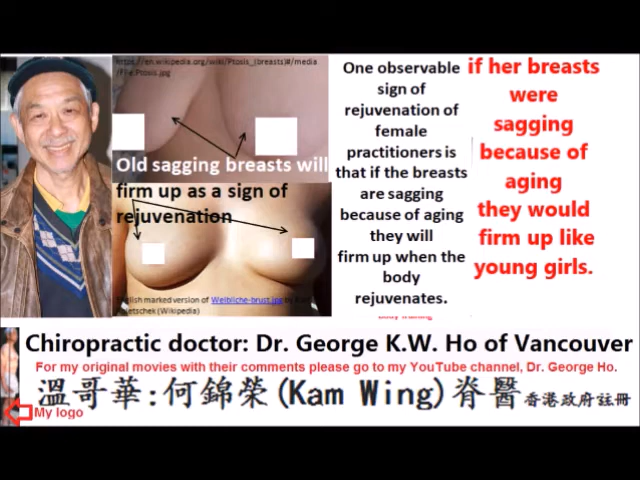 https://en.wikipedia.org/wiki/Ptosis_(breasts)#/media
Old sagging breasts will
firm up as a sign of
rejuvenation
English marked version of Weibliche-brust.jpg by
(Wikipedia)
One observable
sign of
rejuvenation of
female
practitioners is
that if the breasts
are sagging
because of aging
they will
firm up when the
body
rejuvenates.
if her breasts
were
sagging
because of
aging
they would
firm up like
young girls.
Chiropractic doctor: Dr. George K.W. Ho of Vancouver
For my original movies with their comments please go to my YouTube channel, Dr. George Ho.
溫哥華:何錦榮(Kam Wing)脊醫香港政府註冊
My logo